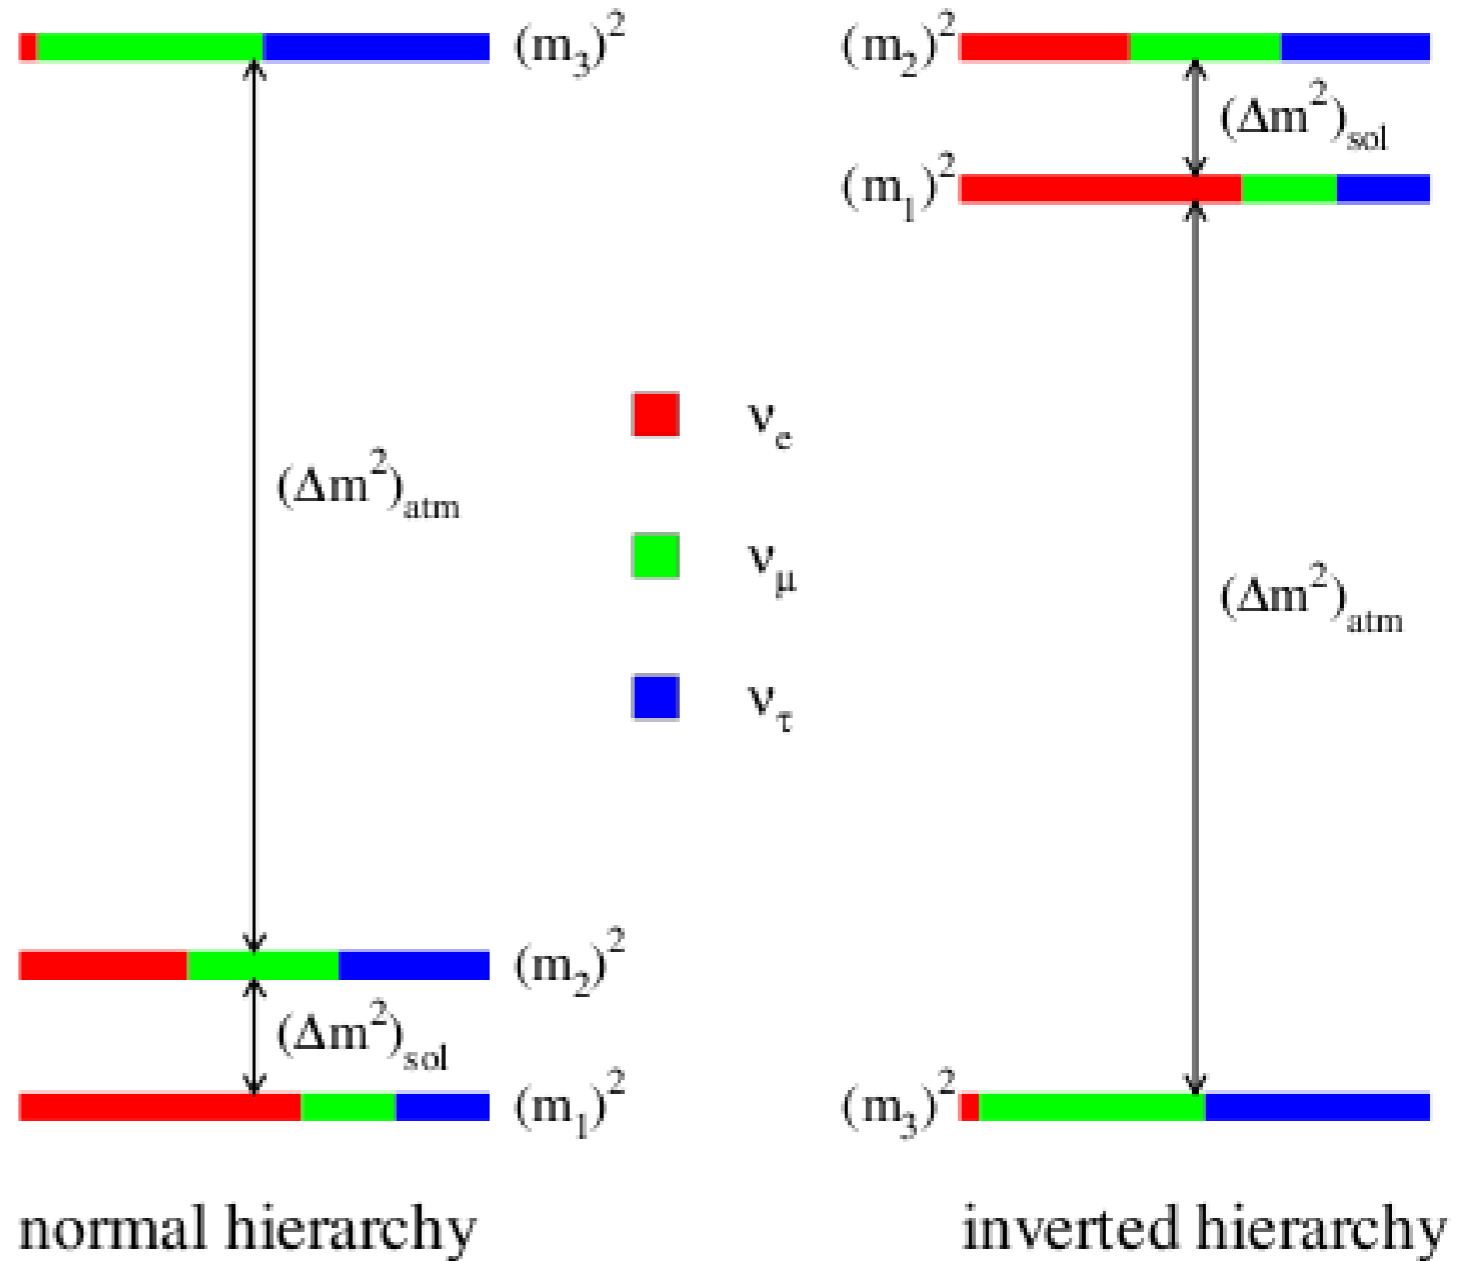 (m₃)²
(Δm²)atm
(m₂)²
(Δm²)sol
(m₁)²
normal hierarchy
νe
νμ
ντ
(m₂)²
(Δm²)sol
(m₁)²
(Δm²)atm
(m₃)²
inverted hierarchy